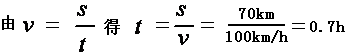 由 v = s/t 得 t = s/v = 70km/100km/h = 0.7h